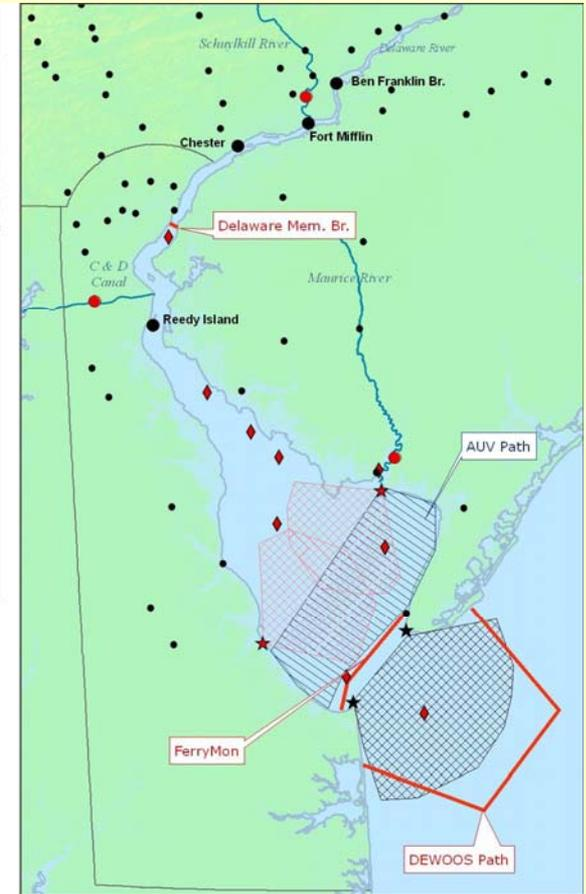 Schuylkill River
Delaware River
Ben Franklin Br.
Fort Mifflin
Chester
Delaware Mem. Br.
C & D
Canal
Maurice River
Reedy Island
AUV Path
FerryMon
DEWOOS Path